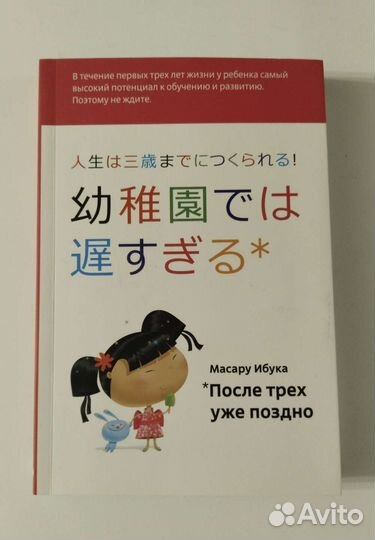 В течение первых трех лет жизни у ребенка самый
высокий потенциал к обучению и развитию.
Поэтому не ждите.
人生は三歳までにつくられる!
幼稚園では
遅すぎる*
Масару Ибука
*После трех
уже поздно
Avito